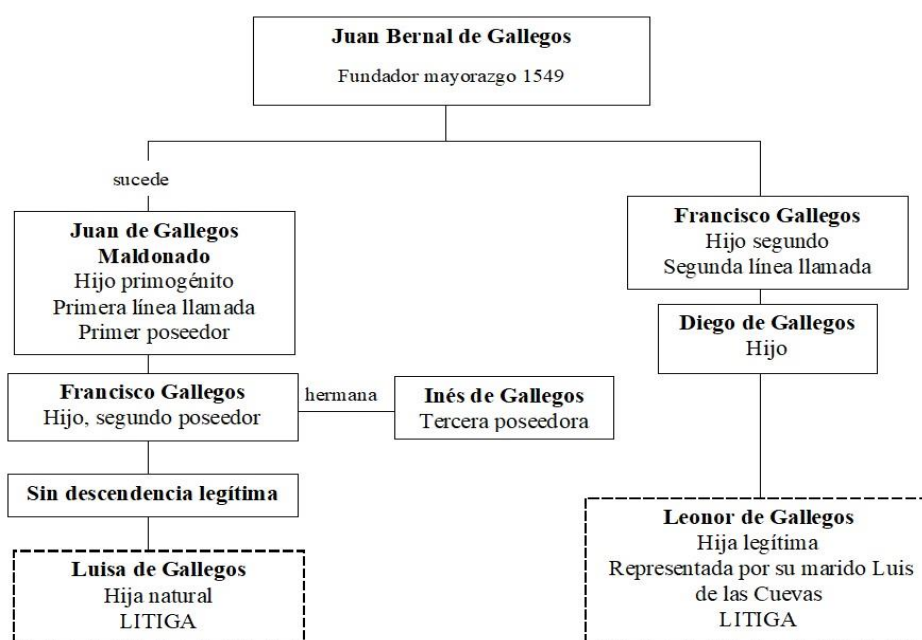 Juan Bernal de Gallegos
Fundador mayorazgo 1549
sucede
Juan de Gallegos
Maldonado
Hijo primogénito
Primera línea llamada
Primer poseedor
Francisco Gallegos
Hijo segundo
Segunda línea llamada
Diego de Gallegos
Hijo
Francisco Gallegos
Hijo, segundo poseedor
hermana
Inés de Gallegos
Tercera poseedora
Sin descendencia legítima
Luisa de Gallegos
Hija natural
LITIGA
Leonor de Gallegos
Hija legítima
Representada por su marido Luis
de las Cuevas
LITIGA